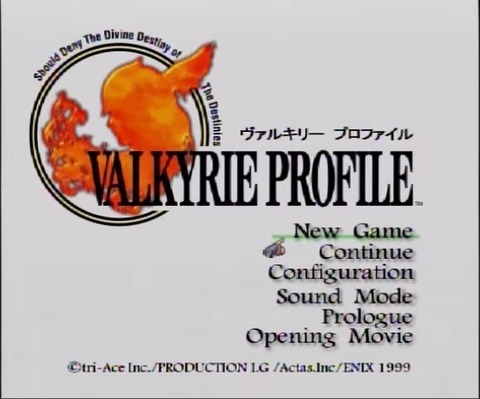 Should Deny The Divine Destiny of The Destinies
ヴァルキリー プロファイル
VALKYRIE PROFILE™
New Game
Continue
Configuration
Sound Mode
Prologue
Opening Movie
©tri-Ace Inc./PRODUCTION I.G /Actas.Inc/ENIX 1999